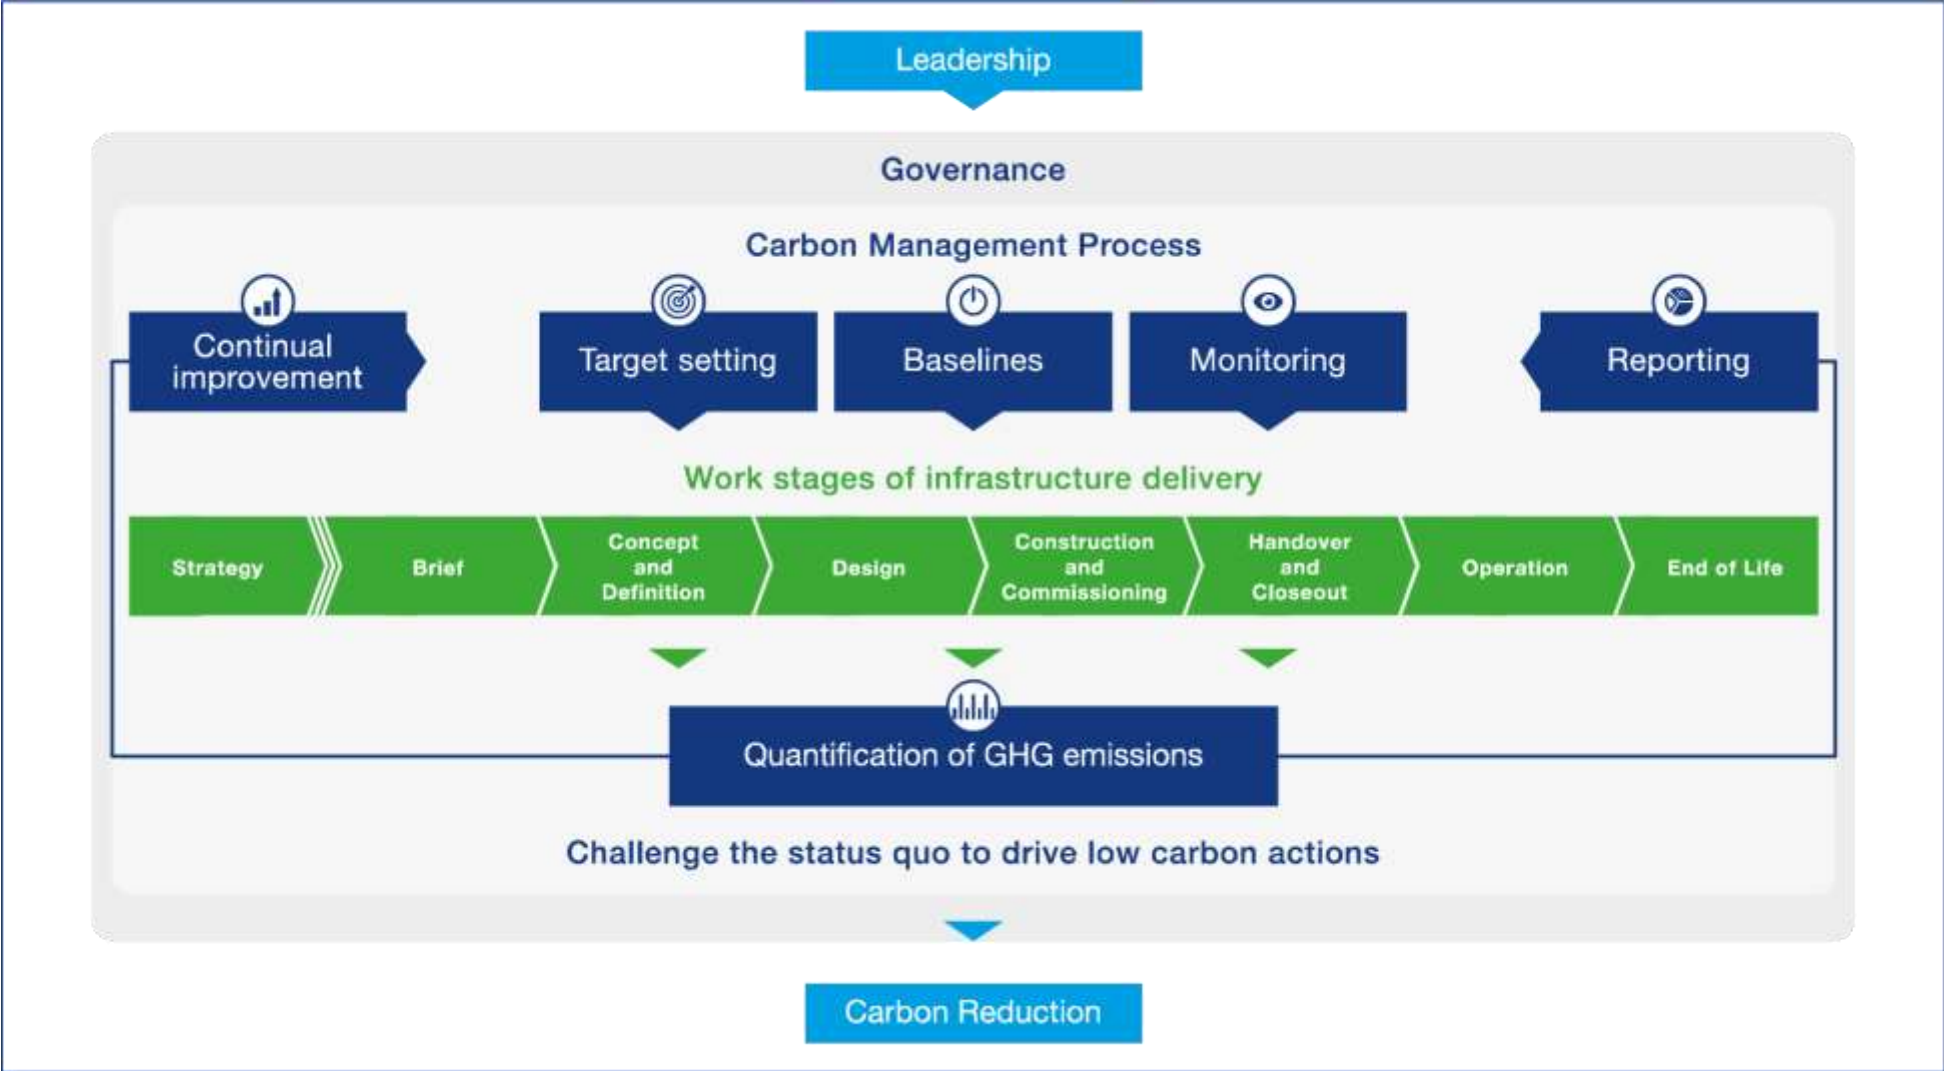 Leadership
Governance
Carbon Management Process
Continual
improvement
Target setting
Baselines
Monitoring
Reporting
Work stages of infrastructure delivery
Strategy
Brief
Concept
and
Definition
Design
Construction
and
Commissioning
Handover
and
Closeout
Operation
End of Life
Quantification of GHG emissions
Challenge the status quo to drive low carbon actions
Carbon Reduction